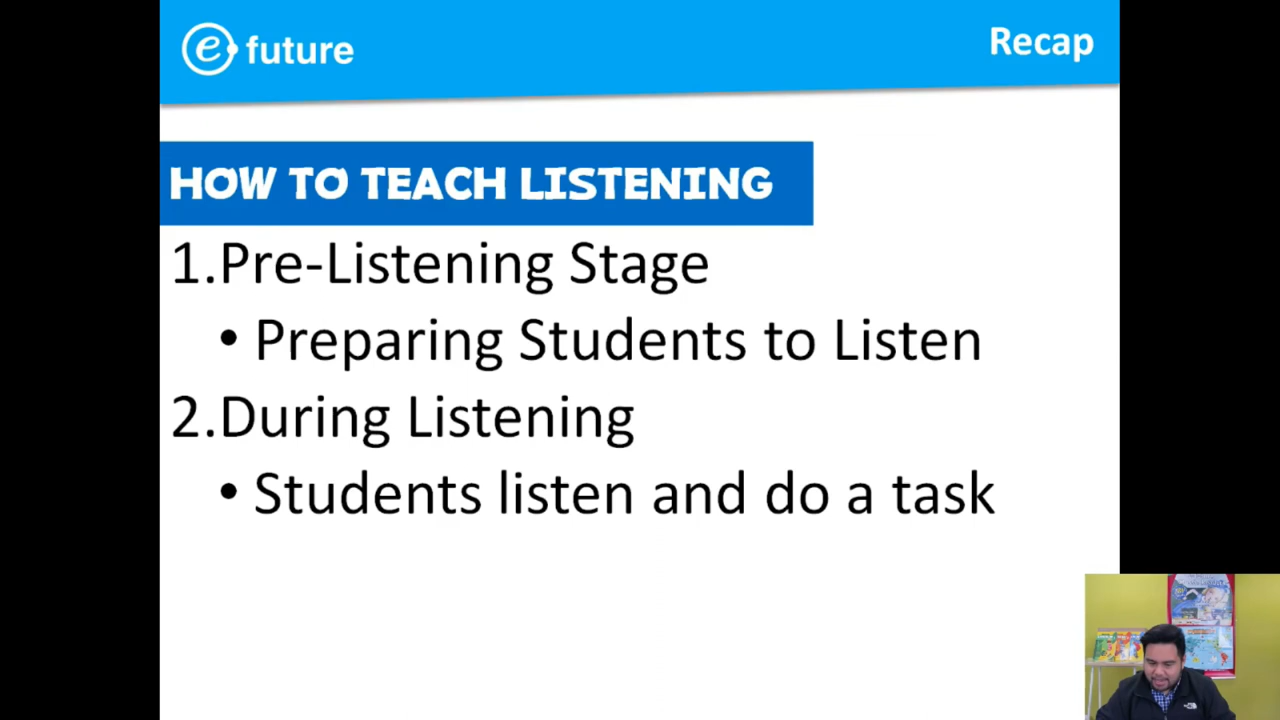 e future
Recap
HOW TO TEACH LISTENING
1.Pre-Listening Stage
• Preparing Students to Listen
2.During Listening
• Students listen and do a task